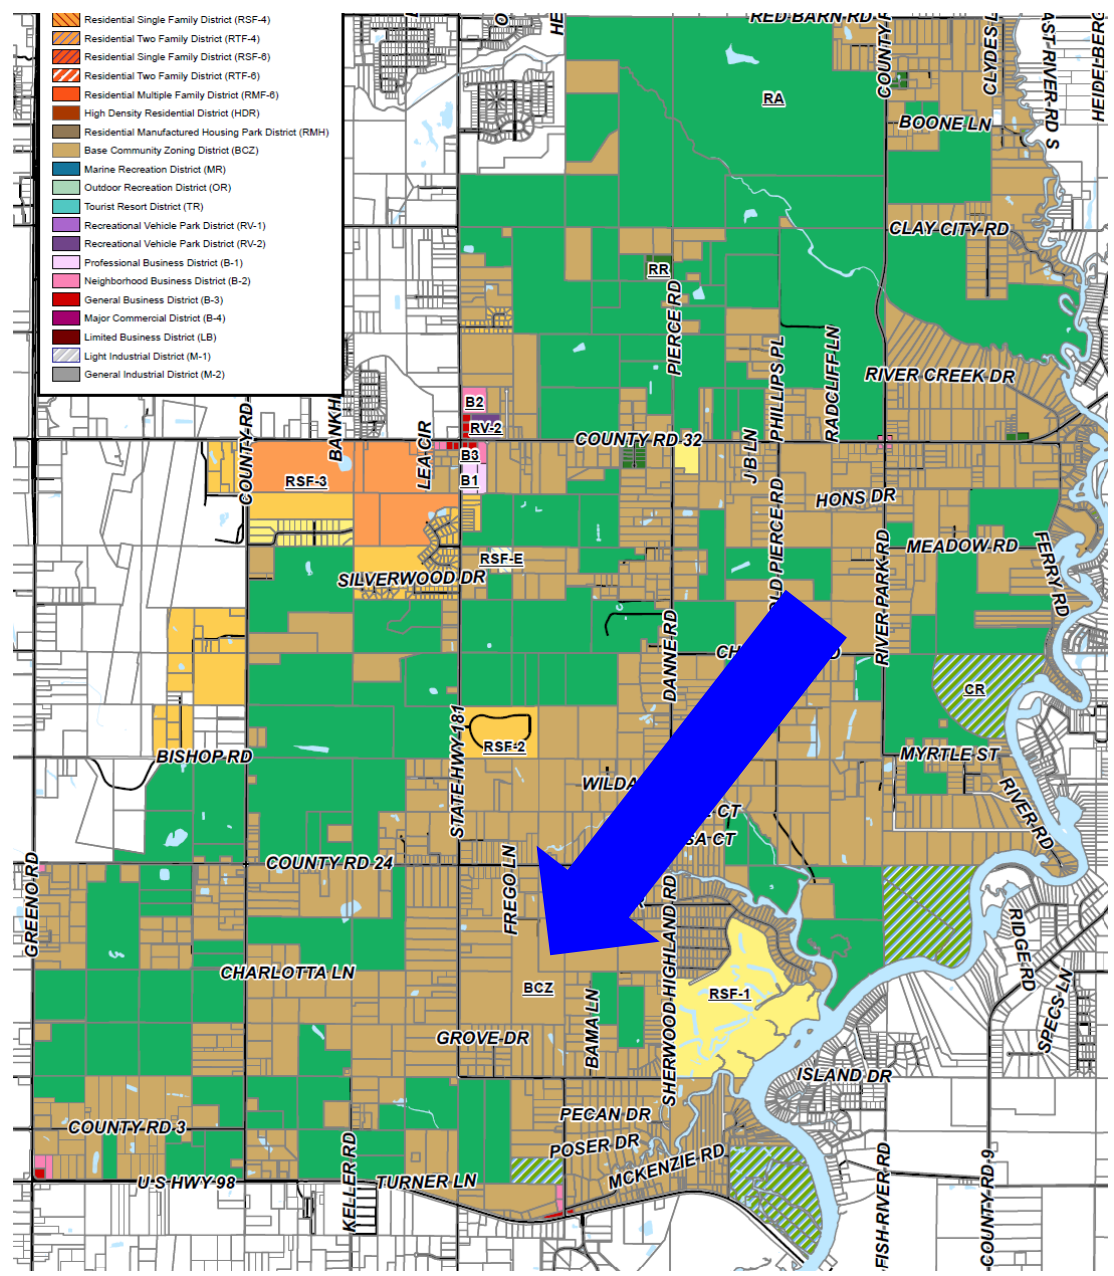 Residential Single Family District (RSF-4)
Residential Two Family District (RTF-4)
Residential Single Family District (RSF-6)
Residential Two Family District (RTF-6)
Residential Multiple Family District (RMF-6)
High Density Residential District (HDR)
Residential Manufactured Housing Park District (RMH)
Base Community Zoning District (BCZ)
Marine Recreation District (MR)
Outdoor Recreation District (OR)
Tourist Resort District (TR)
Recreational Vehicle Park District (RV-1)
Recreational Vehicle Park District (RV-2)
Professional Business District (B-1)
Neighborhood Business District (B-2)
General Business District (B-3)
Major Commercial District (B-4)
Limited Business District (LB)
Light Industrial District (M-1)
General Industrial District (M-2)
RED BARN RD
HEIDELBERG
RA
BOONE LN
CLAY CITY RD
RR
PIERCE RD
PHILLIPS PL
RADCLIFF LN
RIVER CREEK DR
B2
RV-2
COUNTY RD 32
COUNTY RD
LEA CIR
B3
B1
RSF-3
J B LN
OLD PIERCE RD
HONS DR
RIVER PARK RD
MEADOW RD
FERRY RD
RSF-E
SILVERWOOD DR
DANNE RD
CR
STATE HWY 181
RSF-2
BISHOP RD
MYRTLE ST
RIVER RD
CT
CT
COUNTY RD 24
GREENO RD
FREGO LN
SHERWOOD HIGHLAND RD
RIDGE RD
SPECS LN
CHARLOTTA LN
BCZ
RSF-1
BAMA LN
GROVE DR
ISLAND DR
PECAN DR
COUNTY RD 3
POSER DR
MCKENZIE RD
KELLER RD
U S HWY 98
TURNER LN
FISH RIVER RD
COUNTY RD 9